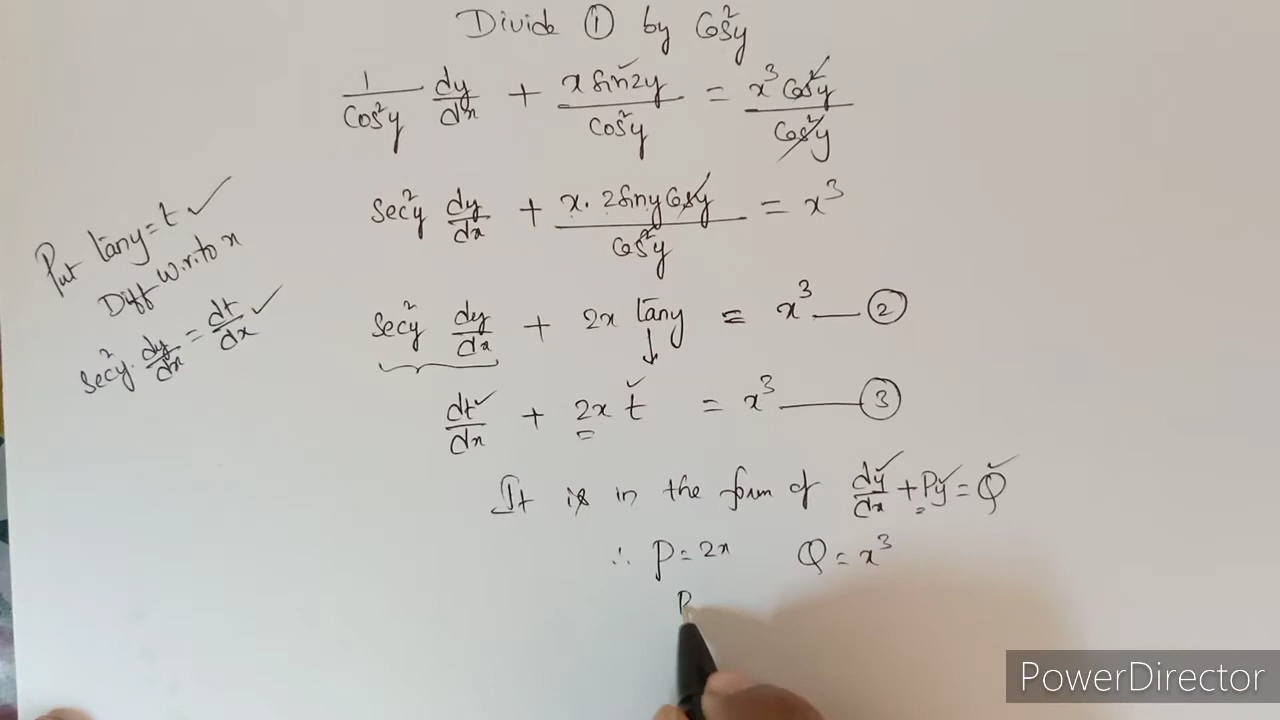 Divide ① by Cos²y
1/Cos²y dy/dx + x sin2y/Cos²y = x³ Cos²y/Cos²y
Sec²y dy/dx + x. 2SinyCosy/Cos²y = x³
Sec²y dy/dx + 2x tany = x³ — ②
dt/dx + 2x t = x³ — ③
It is in the form of dy/dx + Py = Q
∴ P = 2x Q = x³
P
Put tany = t ✓
Diff w.r.to x
Sec²y. dy/dx = dt/dx ✓
PowerDirector